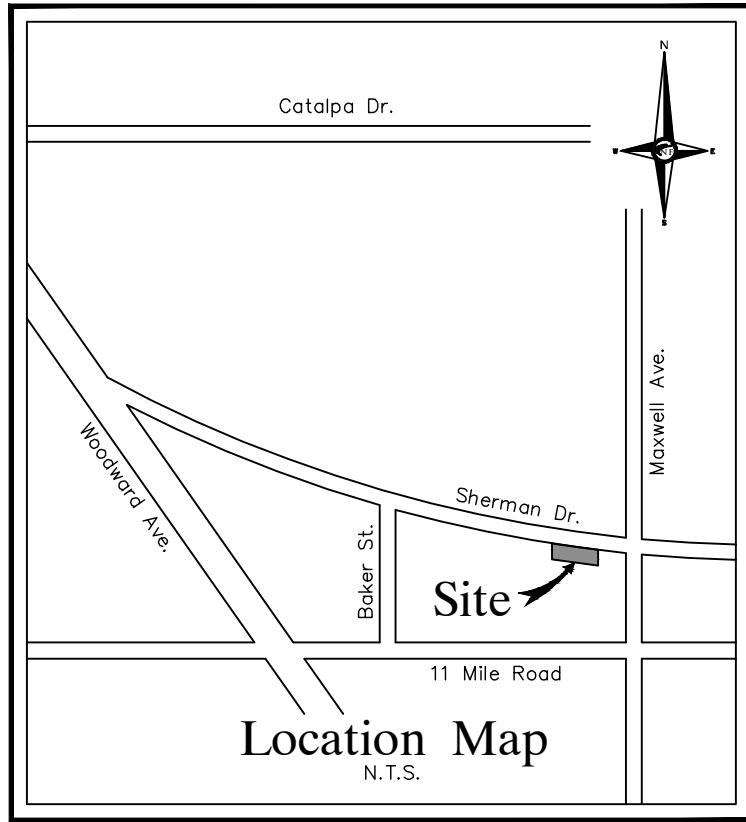 N
Catalpa Dr.
W
E
S
Maxwell Ave.
Woodward Ave.
Sherman Dr.
Baker St.
Site
11 Mile Road
Location Map
N.T.S.